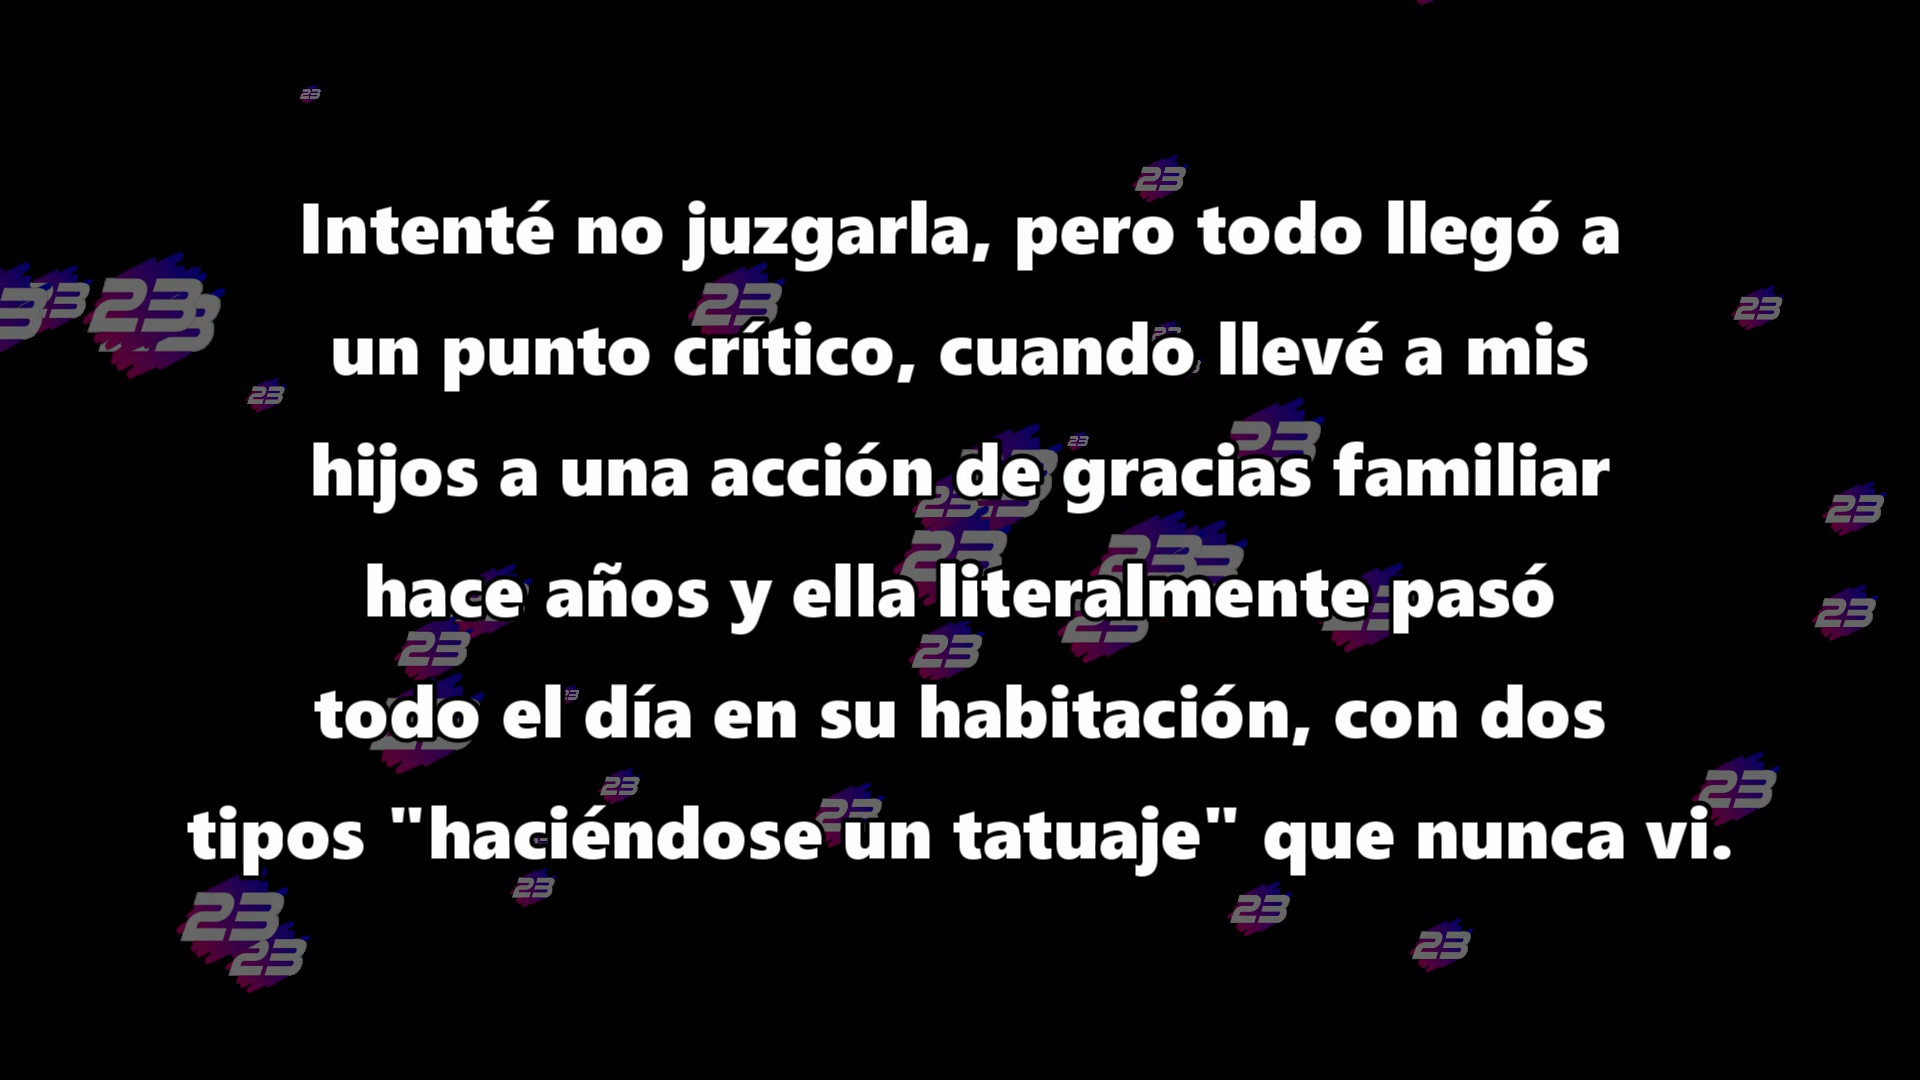 Intenté no juzgarla, pero todo llegó a
un punto crítico, cuando llevé a mis
hijos a una acción de gracias familiar
hace años y ella literalmente pasó
todo el día en su habitación, con dos
tipos "haciéndose un tatuaje" que nunca vi.